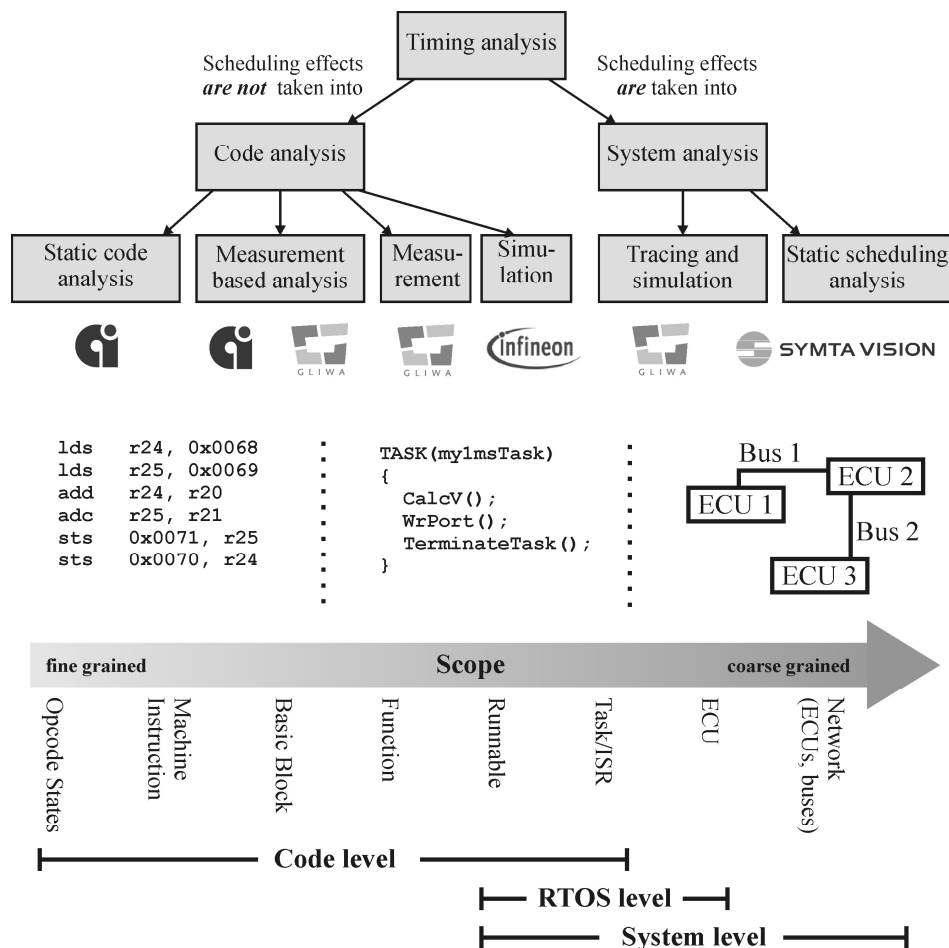 Timing analysis
Scheduling effects
are not taken into
Scheduling effects
are taken into
Code analysis
System analysis
Static code
analysis
Measurement
based analysis
Measu-
rement
Simu-
lation
Tracing and
simulation
Static scheduling
analysis
GLIWA
GLIWA
infineon
GLIWA
SYMTA VISION
lds r24, 0x0068
lds r25, 0x0069
add r24, r20
adc r25, r21
sts 0x0071, r25
sts 0x0070, r24
TASK(my1msTask)
{
CalcV();
WrPort();
TerminateTask();
}
Bus 1
ECU 2
ECU 1
Bus 2
ECU 3
fine grained
Scope
coarse grained
Opcode States
Machine
Instruction
Basic Block
Function
Runnable
Task/ISR
ECU
Network
(ECUs, buses)
Code level
RTOS level
System level